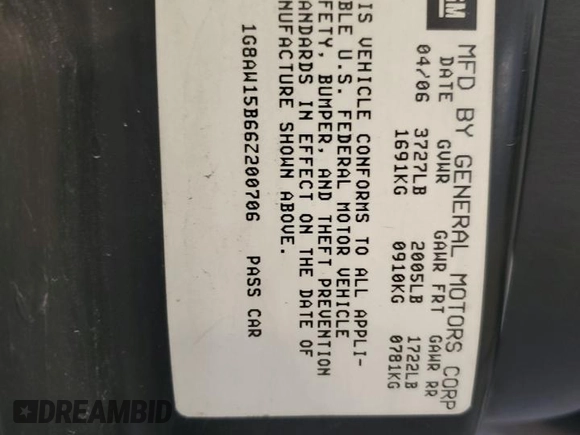 GM
MFD BY GENERAL MOTORS CORP
DATE GVWR GAWR FRT GAWR RR
04/06 3727LB 2005LB 1722LB
1691KG 0910KG 0781KG
IS VEHICLE CONFORMS TO ALL APPLI-
BLE U.S. FEDERAL MOTOR VEHICLE
FETY, BUMPER, AND THEFT PREVENTION
ANDARDS IN EFFECT ON THE DATE OF
NUFACTURE SHOWN ABOVE.
1G8AW15B66Z200706 PASS CAR
DREAMBID